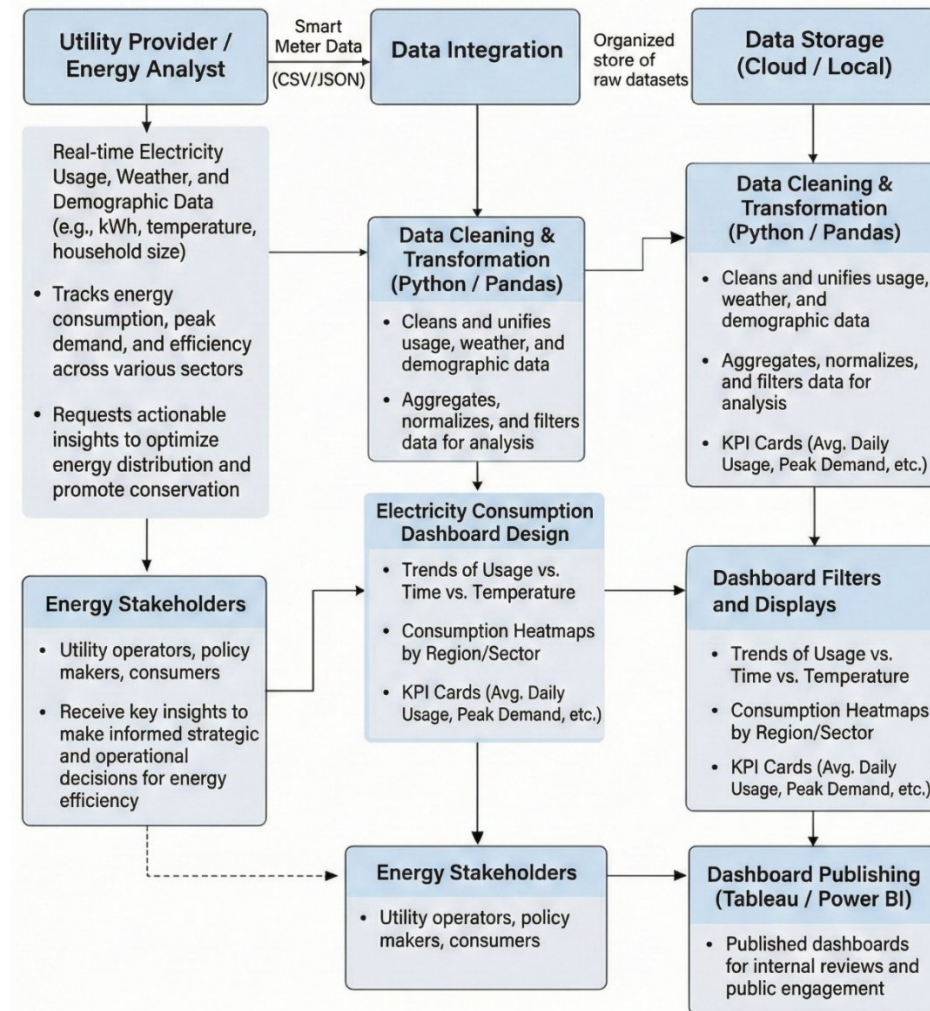 Utility Provider /
Energy Analyst
Smart
Meter Data
(CSV/JSON)
Data Integration
Organized
store of
raw datasets
Data Storage
(Cloud / Local)
Real-time Electricity
Usage, Weather, and
Demographic Data
(e.g., kWh, temperature,
household size)
• Tracks energy
consumption, peak
demand, and efficiency
across various sectors
• Requests actionable
insights to optimize
energy distribution and
promote conservation
Data Cleaning &
Transformation
(Python / Pandas)
• Cleans and unifies
usage, weather, and
demographic data
• Aggregates,
normalizes, and filters
data for analysis
Data Cleaning &
Transformation
(Python / Pandas)
• Cleans and unifies usage,
weather, and
demographic data
• Aggregates, normalizes,
and filters data for
analysis
• KPI Cards (Avg. Daily
Usage, Peak Demand, etc.)
Energy Stakeholders
• Utility operators, policy
makers, consumers
• Receive key insights to
make informed strategic
and operational
decisions for energy
efficiency
Electricity Consumption
Dashboard Design
• Trends of Usage vs.
Time vs. Temperature
• Consumption Heatmaps
by Region/Sector
• KPI Cards (Avg. Daily
Usage, Peak Demand, etc.)
Dashboard Filters
and Displays
• Trends of Usage vs.
Time vs. Temperature
• Consumption Heatmaps
by Region/Sector
• KPI Cards (Avg. Daily
Usage, Peak Demand, etc.)
Energy Stakeholders
• Utility operators, policy
makers, consumers
Dashboard Publishing
(Tableau / Power BI)
• Published dashboards
for internal reviews and
public engagement